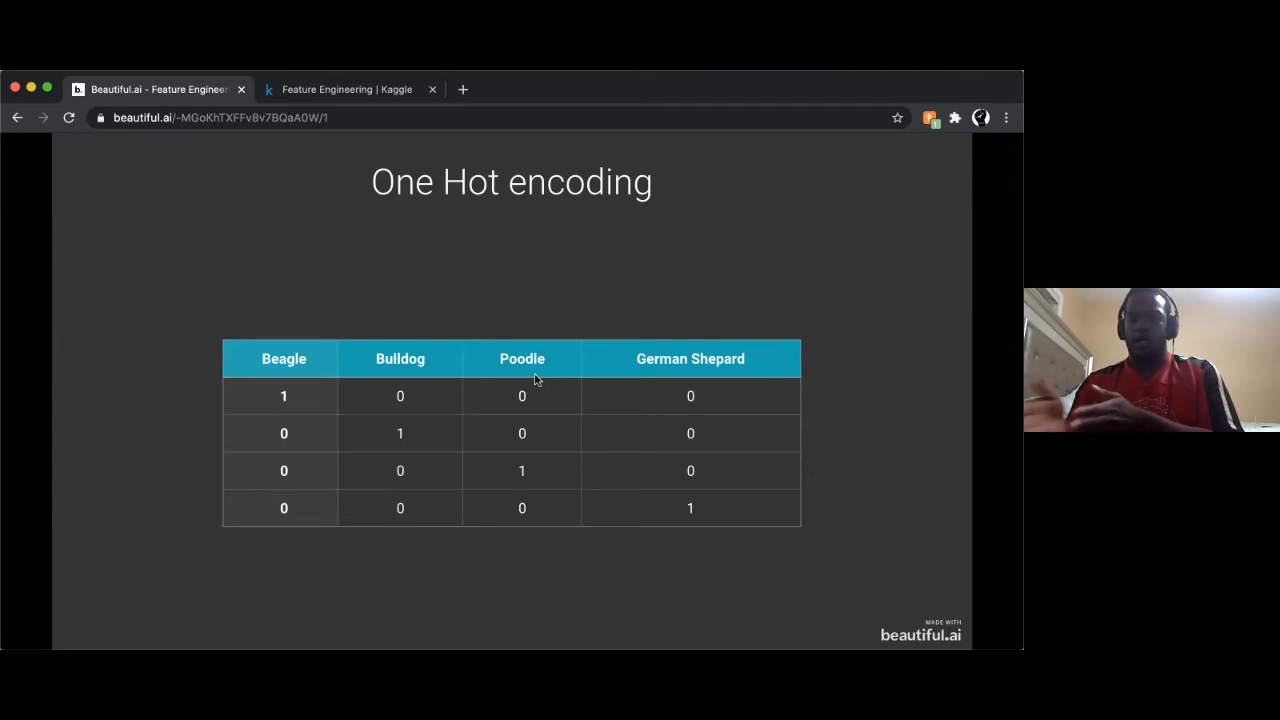 Beautiful.ai - Feature Engineer
Feature Engineering | Kaggle
beautiful.ai/-MGoKhTXFFv8v7BQaA0W/1
One Hot encoding
Beagle Bulldog Poodle German Shepard
1 0 0 0
0 1 0 0
0 0 1 0
0 0 0 1
MADE WITH
beautiful.ai